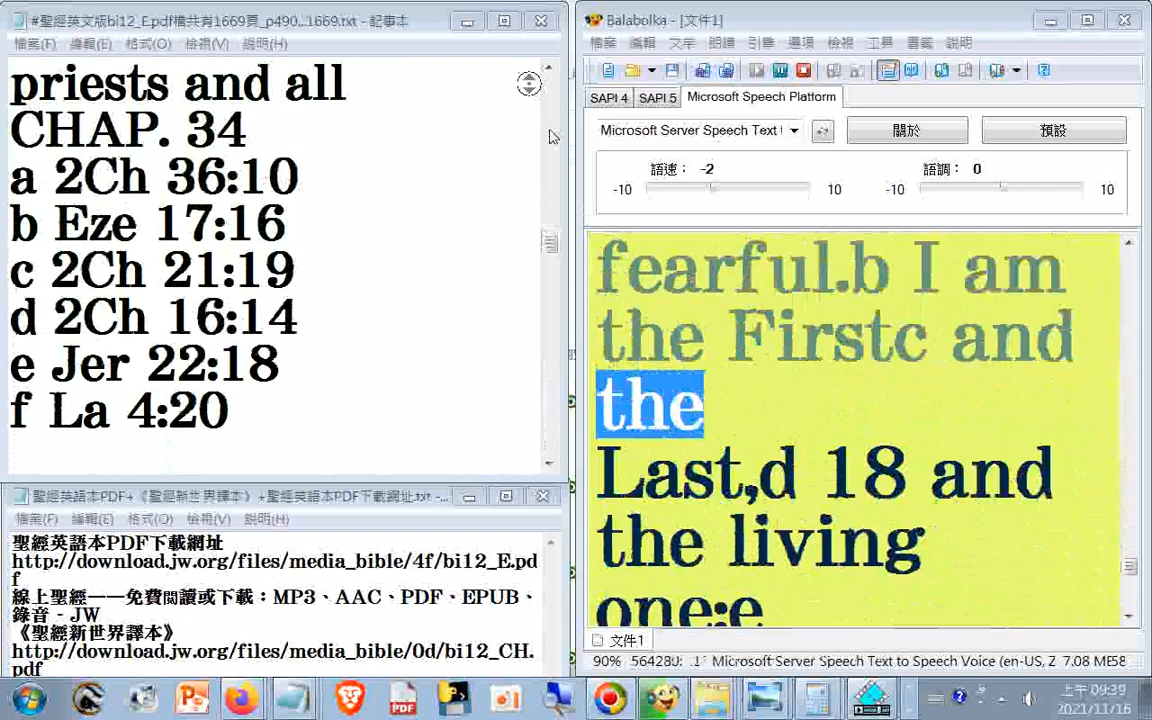 #聖經英文版bi12_E.pdf檔共有1669頁_p490...1669.txt - 記事本
檔案(F) 編輯(E) 格式(O) 檢視(V) 說明(H)
priests and all
CHAP. 34
a 2Ch 36:10
b Eze 17:16
c 2Ch 21:19
d 2Ch 16:14
e Jer 22:18
f La 4:20
聖經英語本PDF+《聖經新世界譯本》+聖經英語本PDF下載網址.txt - ...
檔案(F) 編輯(E) 格式(O) 檢視(V) 說明(H)
聖經英語本PDF下載網址
http://download.jw.org/files/media_bible/4f/bi12_E.pd
f
線上聖經——免費閱讀或下載：MP3、AAC、PDF、EPUB、
錄音 - JW
《聖經新世界譯本》
http://download.jw.org/files/media_bible/0d/bi12_CH.
pdf
Balabolka - [文件1]
檔案 編輯 文字 朗讀 引擎 選項 檢視 工具 書籤 說明
SAPI 4 SAPI 5 Microsoft Speech Platform
Microsoft Server Speech Text 關於 預設
語速： -2 語調： 0
-10 10 -10 10
fearful.b I am
the Firstc and
the
Last,d 18 and
the living
one;e
文件1
90% Microsoft Server Speech Text to Speech Voice (en-US, Z 7.08 ME
上午 09:39
2021/11/16